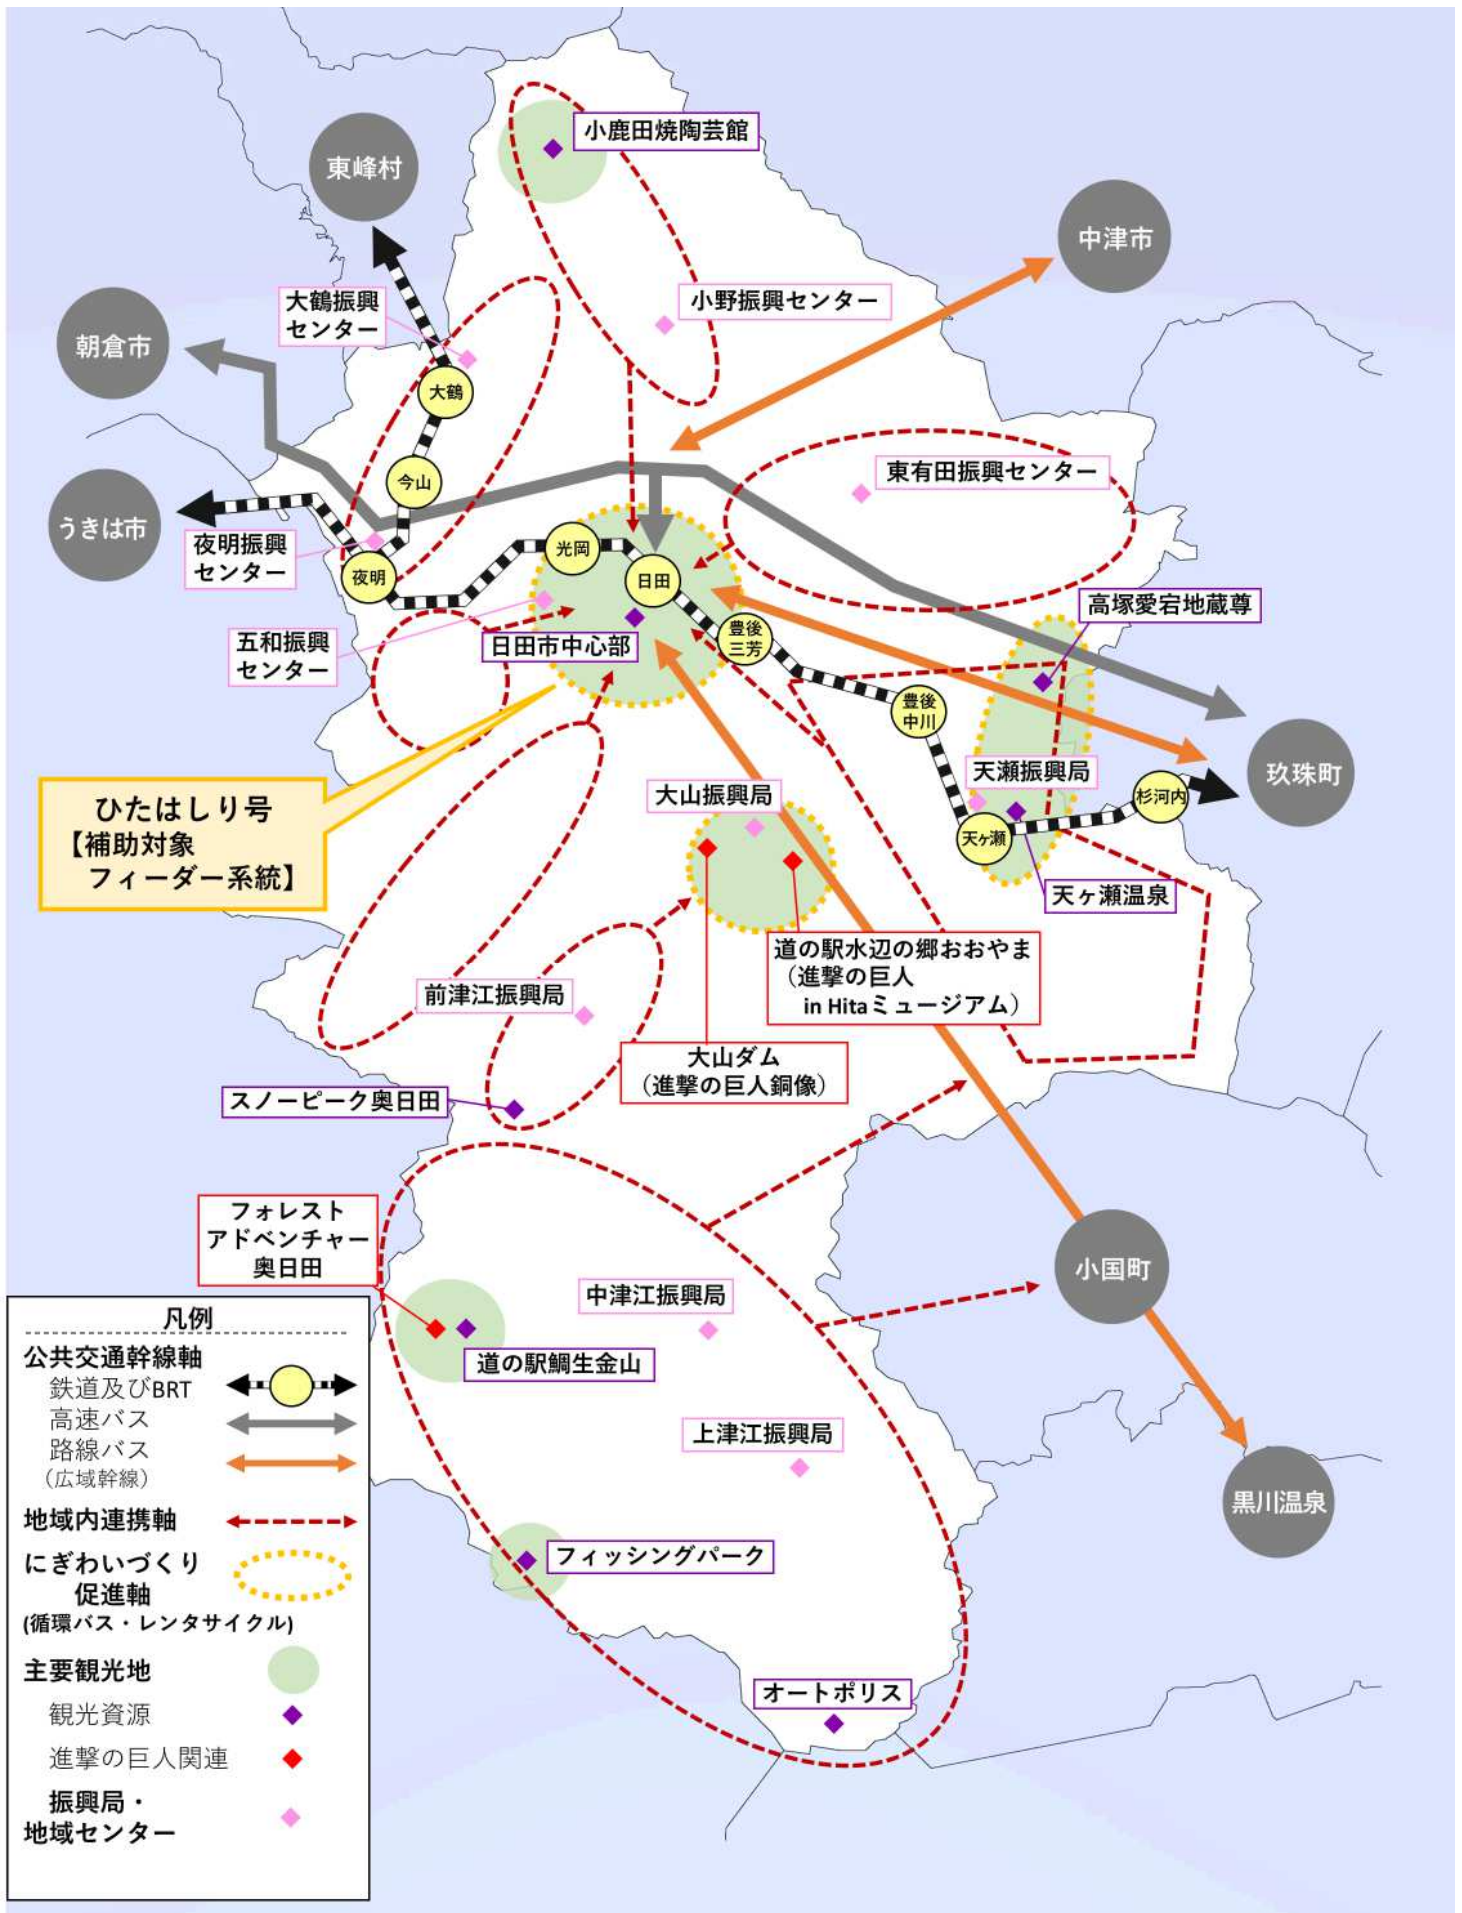 小鹿田焼陶芸館
東峰村
中津市
大鶴振興
センター
小野振興センター
朝倉市
大鶴
東有田振興センター
今山
うきは市
夜明振興
センター
光岡
夜明
日田
高塚愛宕地蔵尊
五和振興
センター
日田市中心部
豊後
三芳
豊後
中川
天瀬振興局
玖珠町
大山振興局
杉河内
ひたはしり号
【補助対象
フィーダー系統】
天ヶ瀬
天ヶ瀬温泉
道の駅水辺の郷おおやま
（進撃の巨人
in Hitaミュージアム）
前津江振興局
大山ダム
（進撃の巨人銅像）
スノーピーク奥日田
フォレスト
アドベンチャー
奥日田
小国町
中津江振興局
道の駅鯛生金山
上津江振興局
黒川温泉
フィッシングパーク
オートポリス
凡例
公共交通幹線軸
鉄道及びBRT
高速バス
路線バス
（広域幹線）
地域内連携軸
にぎわいづくり
促進軸
(循環バス・レンタサイクル)
主要観光地
観光資源
進撃の巨人関連
振興局・
地域センター